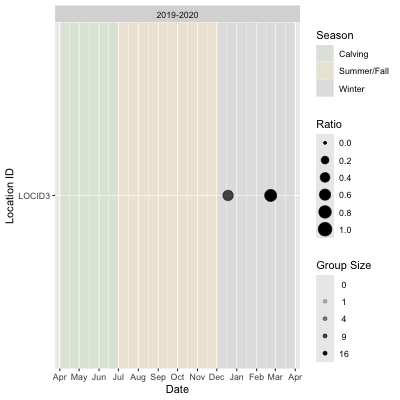 2019-2020
Location ID
LOCID3
Apr May Jun Jul Aug Sep Oct Nov Dec Jan Feb Mar Apr
Date
Season
Calving
Summer/Fall
Winter
Ratio
0.0
0.2
0.4
0.6
0.8
1.0
Group Size
0
1
4
9
16